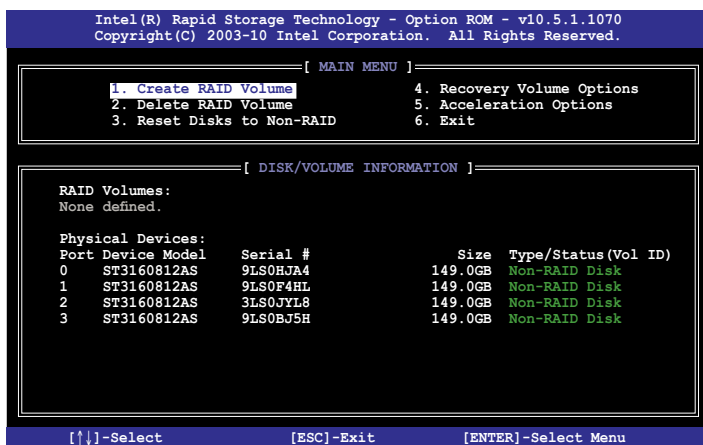 Intel(R) Rapid Storage Technology - Option ROM - v10.5.1.1070
Copyright(C) 2003-10 Intel Corporation.  All Rights Reserved.
[ MAIN MENU ]
1. Create RAID Volume    4. Recovery Volume Options
2. Delete RAID Volume    5. Acceleration Options
3. Reset Disks to Non-RAID    6. Exit
[ DISK/VOLUME INFORMATION ]
RAID Volumes:
None defined.
Physical Devices:
Port Device Model    Serial #    Size    Type/Status(Vol ID)
0    ST3160812AS    9LS0HJA4    149.0GB    Non-RAID Disk
1    ST3160812AS    9LS0F4HL    149.0GB    Non-RAID Disk
2    ST3160812AS    3LS0JYL8    149.0GB    Non-RAID Disk
3    ST3160812AS    9LS0BJ5H    149.0GB    Non-RAID Disk
[↑↓]-Select    [ESC]-Exit    [ENTER]-Select Menu